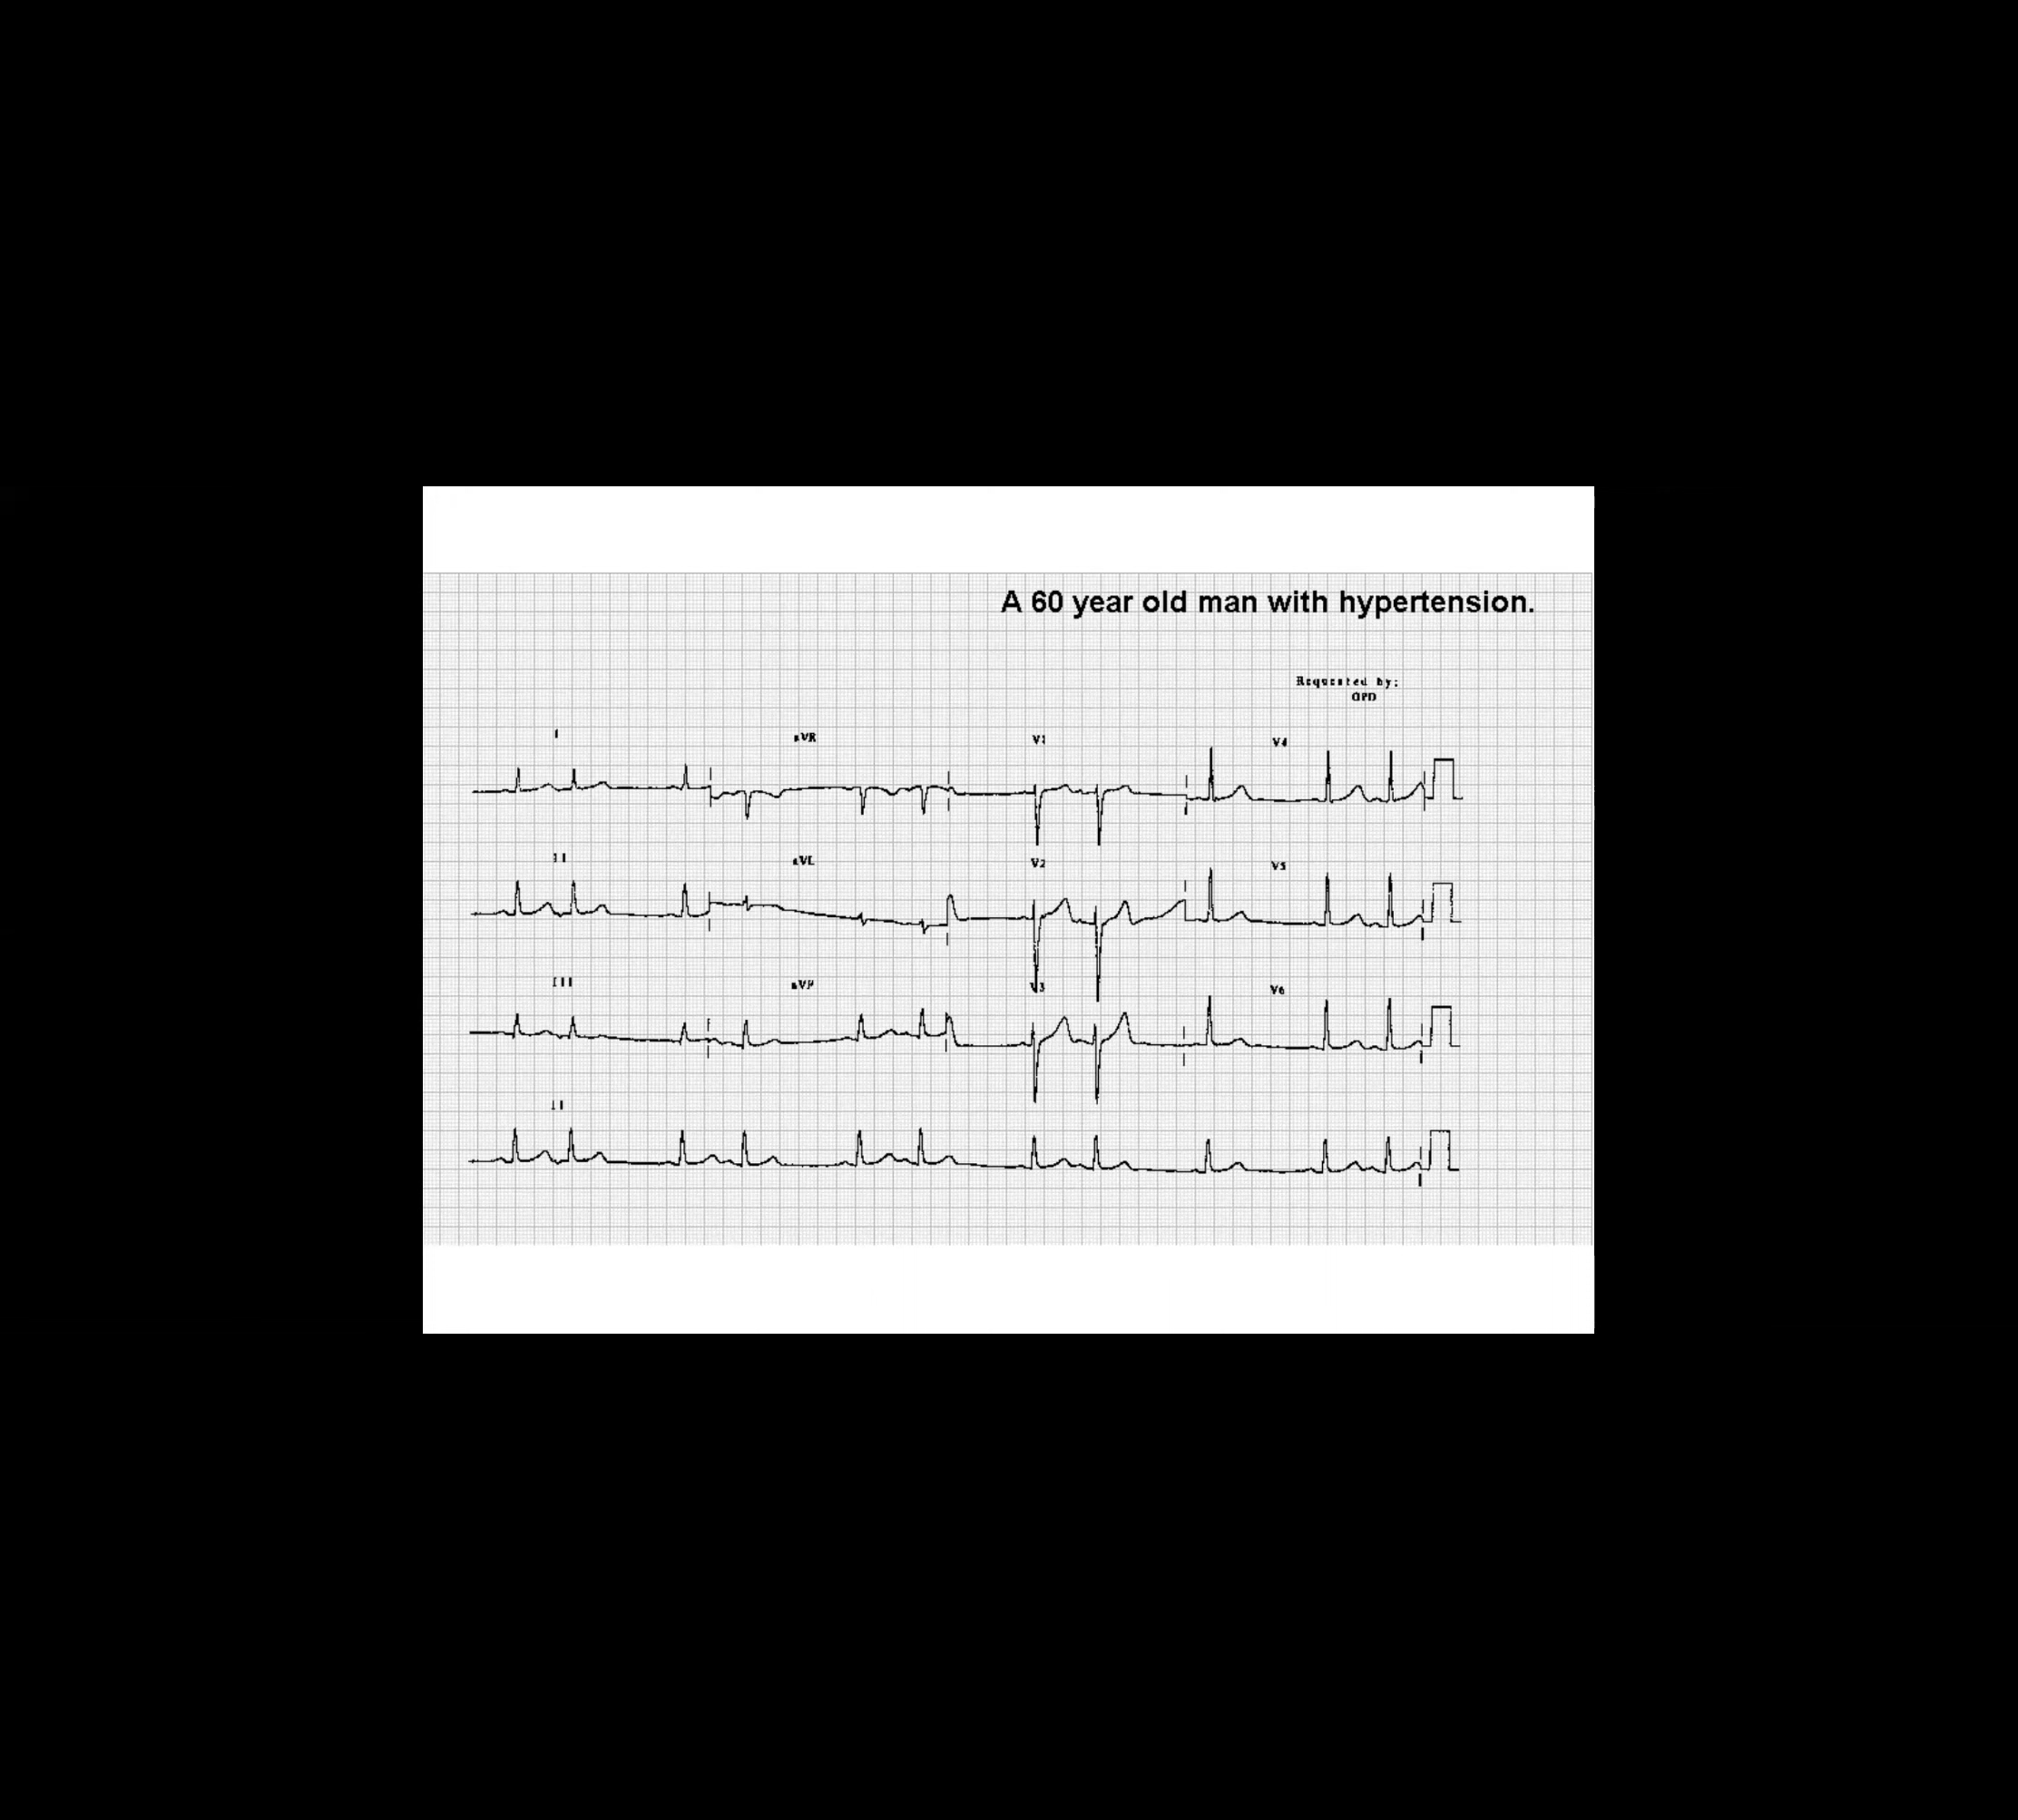 A 60 year old man with hypertension.
Requested by:
OPD
I aVR V1 V4
II aVL V2 V5
III aVF V3 V6
II